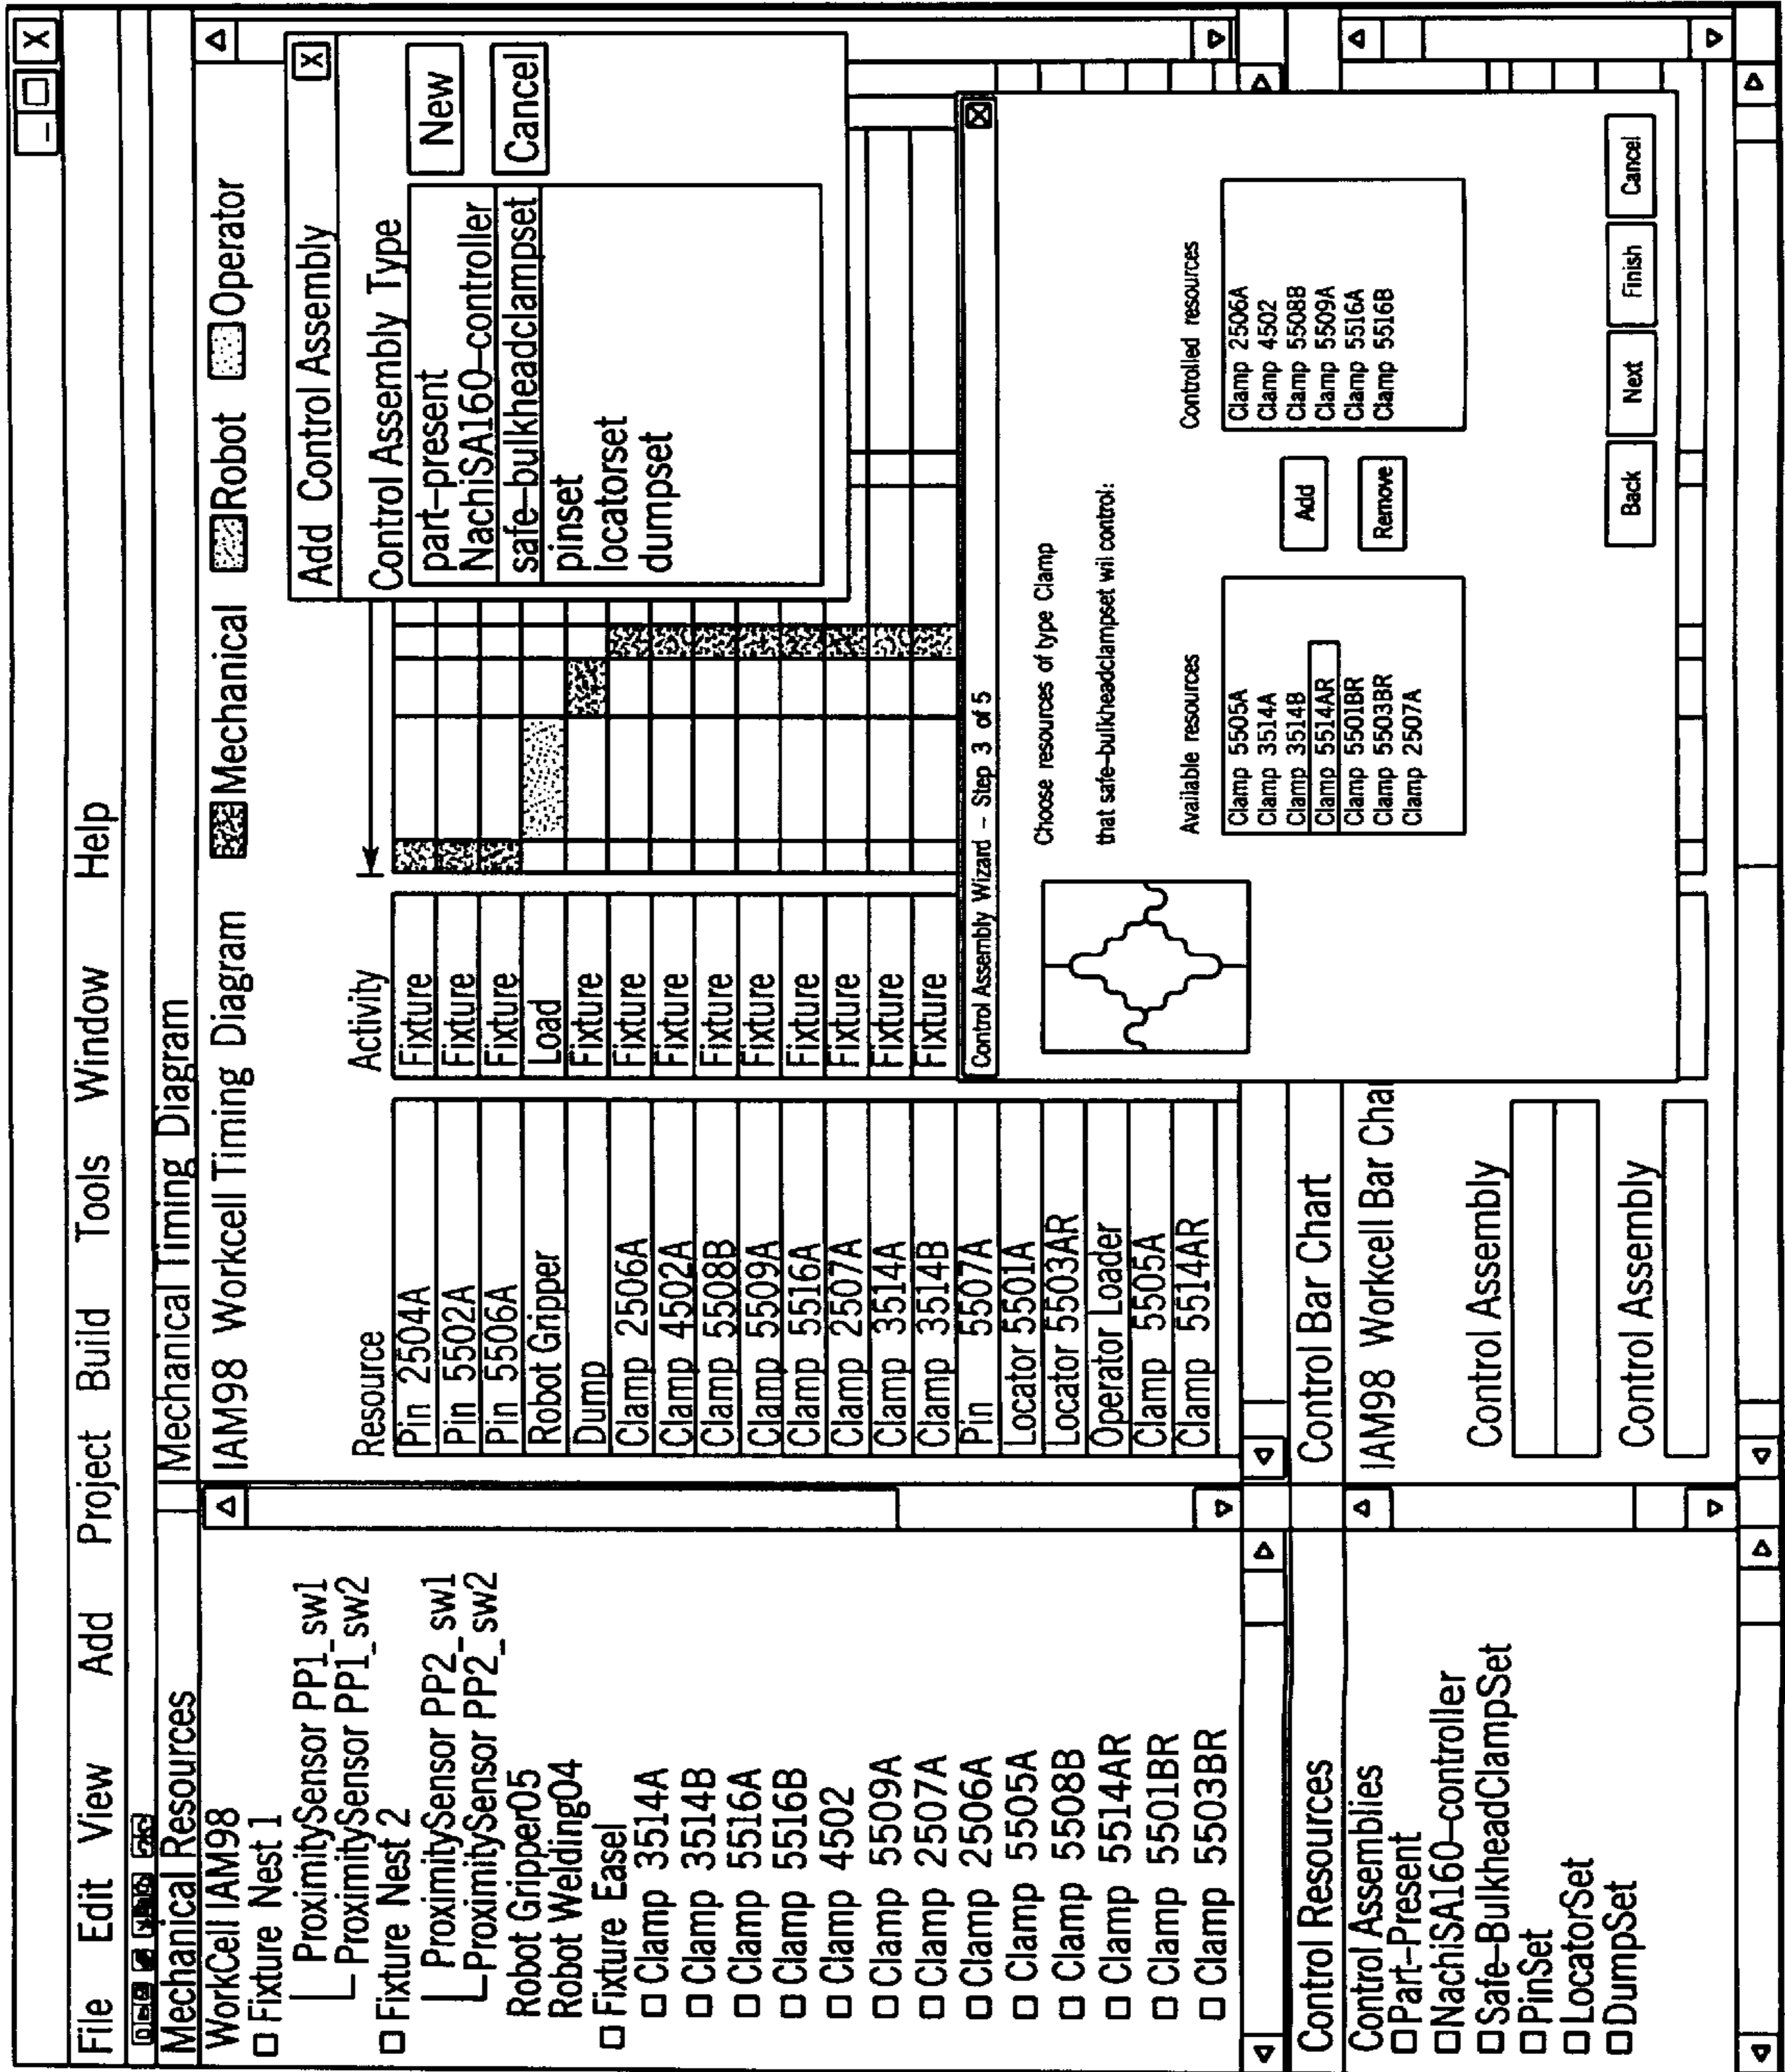 File Edit View Add Project Build Tools Window Help
Mechanical Resources
WorkCell IAM98
Fixture Nest 1
ProximitySensor PP1_sw1
ProximitySensor PP1_sw2
Fixture Nest 2
ProximitySensor PP2_sw1
ProximitySensor PP2_sw2
Robot Gripper05
Robot Welding04
Fixture Easel
Clamp 3514A
Clamp 3514B
Clamp 5516A
Clamp 5516B
Clamp 4502
Clamp 5509A
Clamp 2507A
Clamp 2506A
Clamp 5505A
Clamp 5508B
Clamp 5514AR
Clamp 5501BR
Clamp 5503BR
Mechanical Timing Diagram
IAM98 Workcell Timing Diagram Mechanical Robot Operator
Resource Activity
Pin 2504A Fixture
Pin 5502A Fixture
Pin 5506A Fixture
Robot Gripper Load
Dump Fixture
Clamp 2506A Fixture
Clamp 4502A Fixture
Clamp 5508B Fixture
Clamp 5509A Fixture
Clamp 5516A Fixture
Clamp 2507A Fixture
Clamp 3514A Fixture
Clamp 3514B Fixture
Pin 5507A
Locator 5501A
Locator 5503AR
Operator Loader
Clamp 5505A
Clamp 5514AR
Add Control Assembly X
Control Assembly Type
part-present
NachiSA160-controller
safe-bulkheadclampset
pinset
locatorset
dumpset
New
Cancel
Control Assembly Wizard - Step 3 of 5
Choose resources of type Clamp
that safe-bulkheadclampset wil control:
Available resources
Clamp 5505A
Clamp 3514A
Clamp 3514B
Clamp 5514AR
Clamp 5501BR
Clamp 5503BR
Clamp 2507A
Add
Remove
Controlled resources
Clamp 2506A
Clamp 4502
Clamp 5508B
Clamp 5509A
Clamp 5516A
Clamp 5516B
Back Next Finish Cancel
Control Resources
Control Assemblies
Part-Present
NachiSA160-controller
Safe-BulkheadClampSet
PinSet
LocatorSet
DumpSet
Control Bar Chart
IAM98 Workcell Bar Cha
Control Assembly
Control Assembly